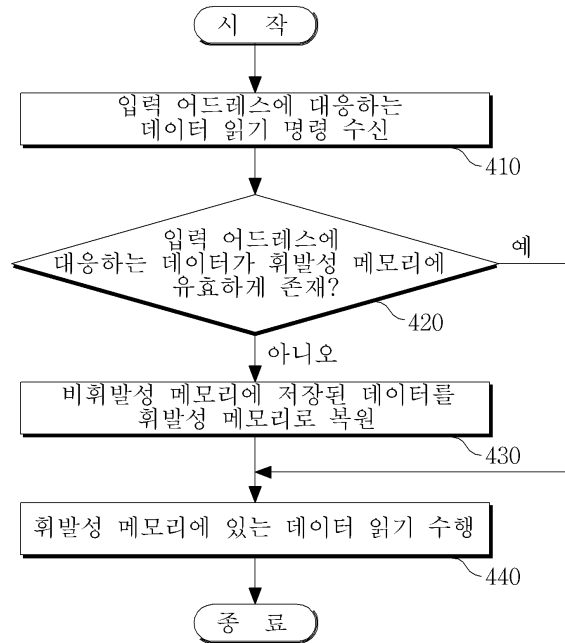 시 작
입력 어드레스에 대응하는
데이터 읽기 명령 수신
410
입력 어드레스에
대응하는 데이터가 휘발성 메모리에
유효하게 존재?
예
420
아니오
비휘발성 메모리에 저장된 데이터를
휘발성 메모리로 복원
430
휘발성 메모리에 있는 데이터 읽기 수행
440
종 료